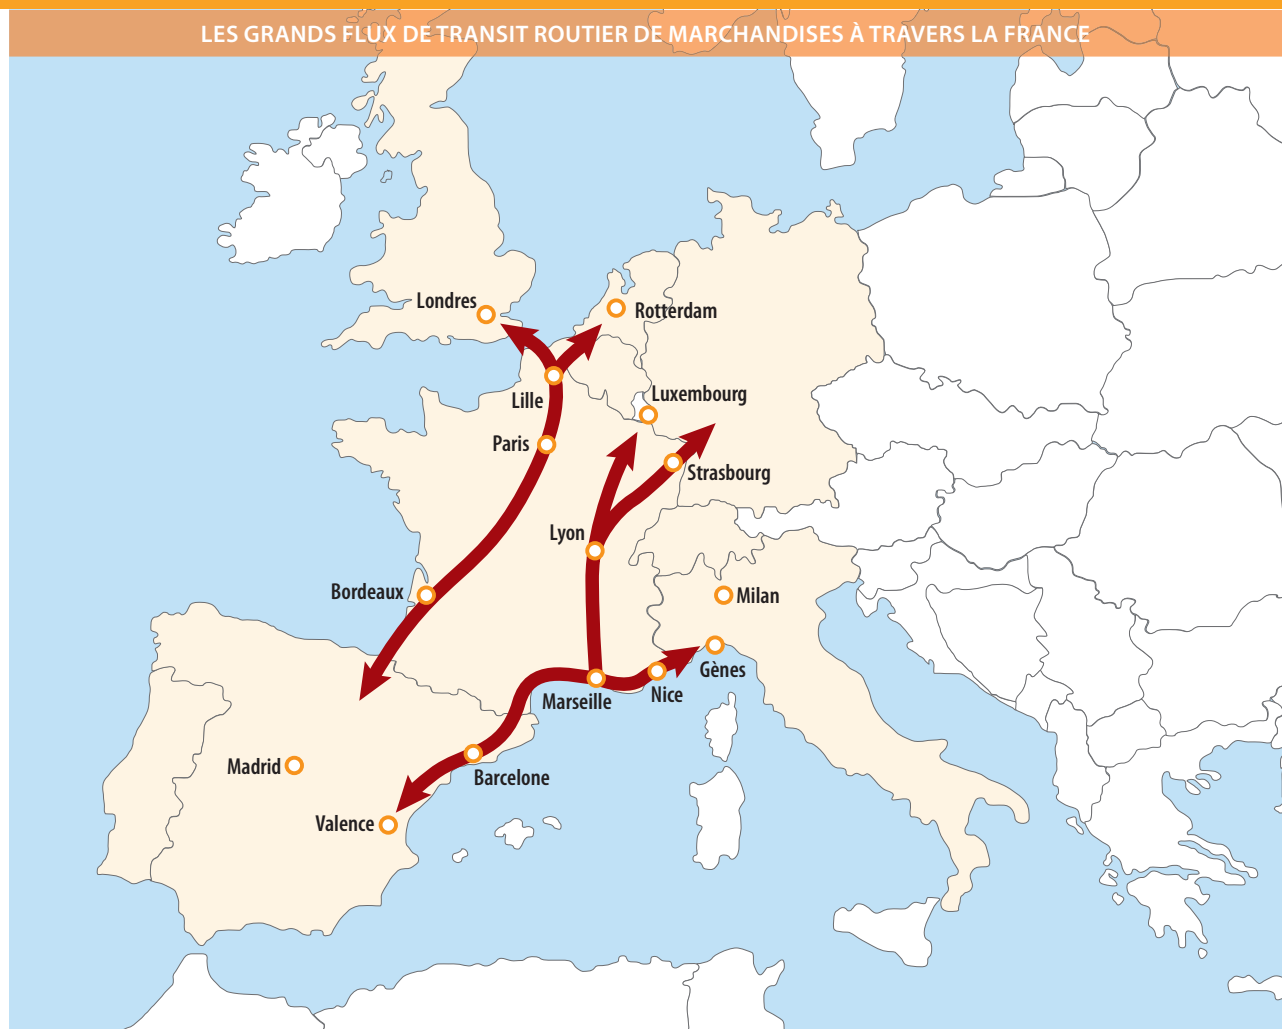 LES GRANDS FLUX DE TRANSIT ROUTIER DE MARCHANDISES À TRAVERS LA FRANCE
Londres
Rotterdam
Lille
Luxembourg
Paris
Strasbourg
Lyon
Bordeaux
Milan
Gènes
Marseille
Nice
Madrid
Barcelone
Valence